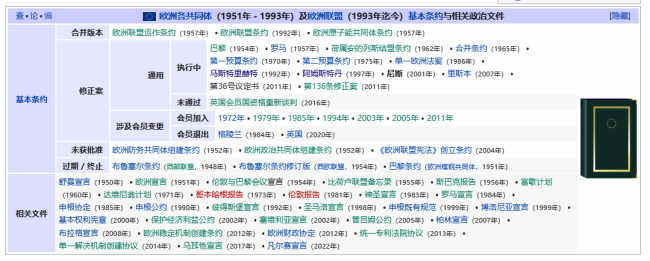 查·论·编 欧洲各共同体（1951年 - 1993年）及欧洲联盟（1993年迄今）基本条约与相关政治文件 [隐藏]
基本条约
合并版本 欧洲联盟运作条约（1957年）• 欧洲联盟条约（1992年）• 欧洲原子能共同体条约（1957年）
修正案
通用
执行中
巴黎（1954年）• 罗马（1957年）• 荷属安的列斯结盟条约（1962年）• 合并条约（1965年）•
第一预算条约（1970年）• 第二预算条约（1975年）• 单一欧洲法案（1986年）•
马斯特里赫特（1992年）• 阿姆斯特丹（1997年）• 尼斯（2001年）• 里斯本（2007年）•
第36号议定书（2011年）• 第136条修正案（2011年）
未通过 英国会员国资格重新谈判（2016年）
涉及会员变更
会员加入 1972年 • 1979年 • 1985年 • 1994年 • 2003年 • 2005年 • 2011年
会员退出 格陵兰（1984年）• 英国（2020年）
未获批准 欧洲防务共同体组建条约（1952年）• 欧洲政治共同体组建条约（1952年）• 《欧洲联盟宪法》创立条约（2004年）
过期 / 终止 布鲁塞尔条约（西欧联盟，1948年）• 布鲁塞尔条约修订版（西欧联盟，1954年）• 巴黎条约（欧洲煤钢共同体，1951年）
相关文件
舒曼宣言（1950年）• 欧洲宣言（1951年）• 伦敦与巴黎会议宣言（1954年）• 比荷卢联盟备忘录（1955年）• 斯巴克报告（1956年）• 富歇计划
（1960年）• 达维尼翁计划（1971年）• 哥本哈根报告（1973年）• 伦敦报告（1981年）• 神圣宣言（1983年）• 罗马宣言（1984年）•
申根协定（1985年）• 申根公约（1990年）• 彼得斯堡宣言（1992年）• 圣马洛宣言（1998年）• 申根既有规范（1999年）• 博洛尼亚宣言（1999年）•
基本权利宪章（2000年）• 保护经济利益公约（2002年）• 塞维利亚宣言（2002年）• 普吕姆公约（2005年）• 柏林宣言（2007年）•
布拉格宣言（2008年）• 欧洲稳定机制创建条约（2012年）• 欧洲财政协定（2012年）• 统一专利法院协议（2013年）•
单一解决机制创建协议（2014年）• 马耳他宣言（2017年）• 凡尔赛宣言（2022年）